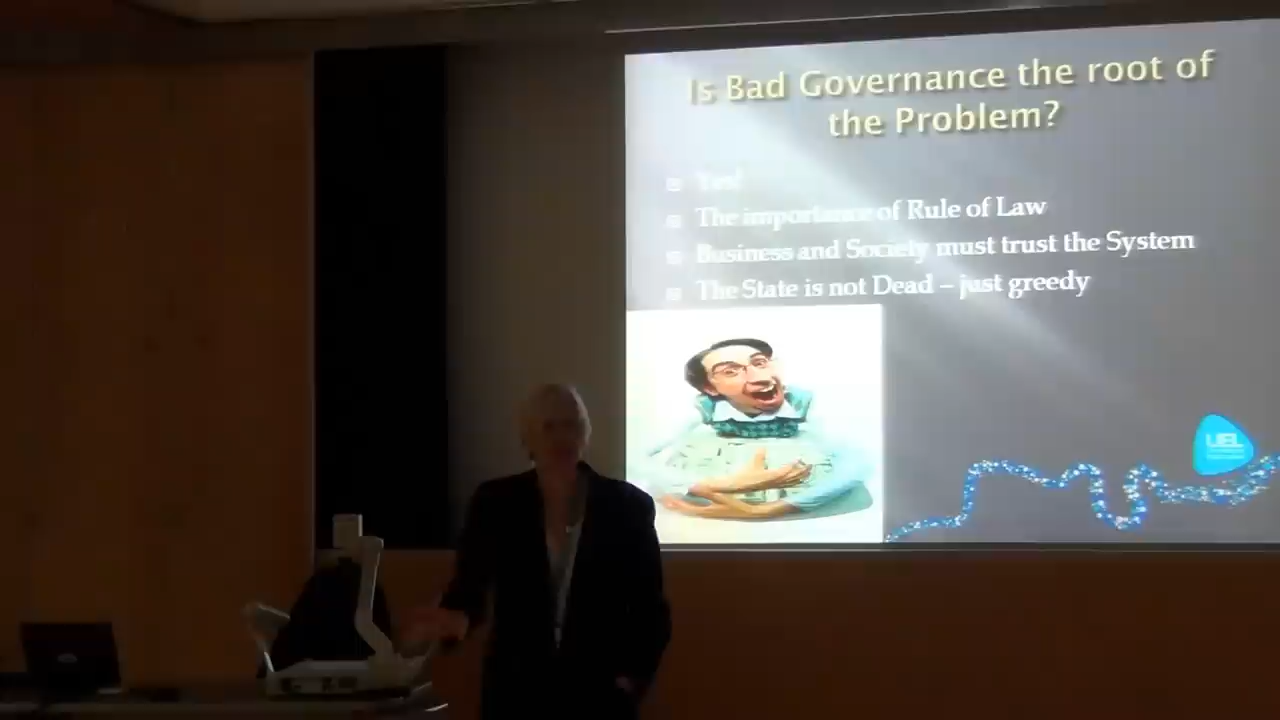 Is Bad Governance the root of
the Problem?
Yes!
The importance of Rule of Law
Business and Society must trust the System
The State is not Dead – just greedy
UEL